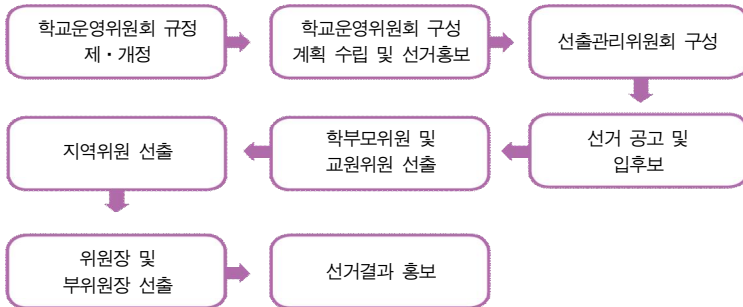 학교운영위원회 규정
제·개정
학교운영위원회 구성
계획 수립 및 선거홍보
선출관리위원회 구성
선거 공고 및
입후보
학부모위원 및
교원위원 선출
지역위원 선출
위원장 및
부위원장 선출
선거결과 홍보